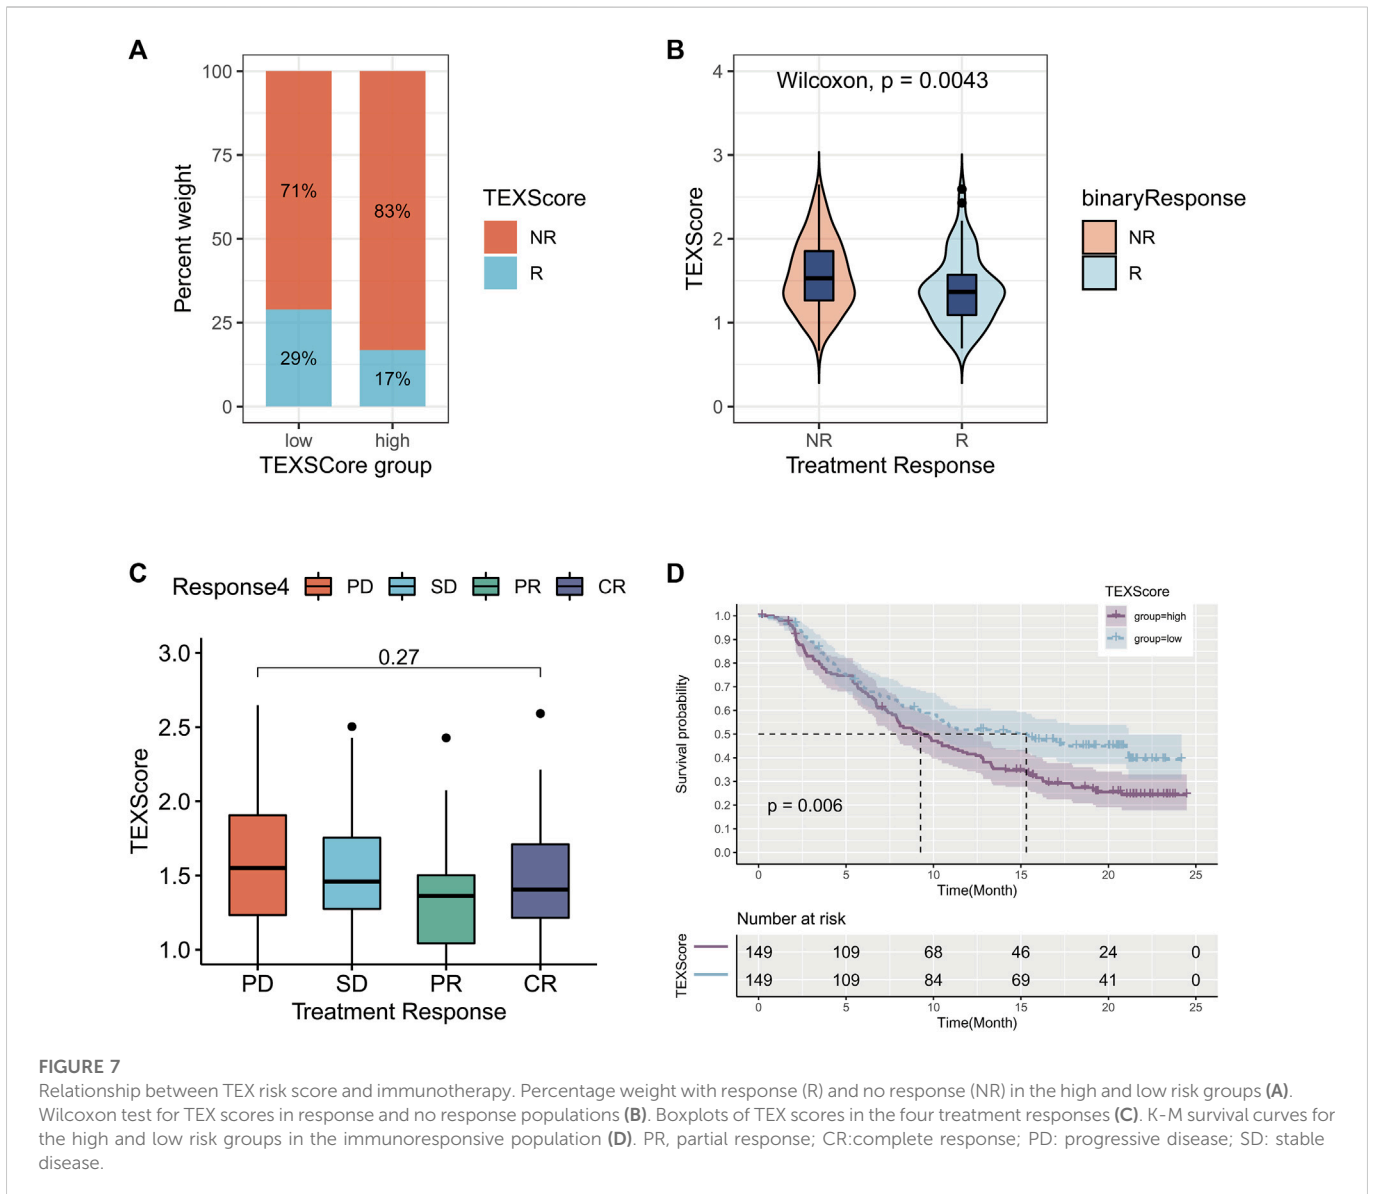 A
100
75
50
25
0
Percent weight
71%
83%
29%
17%
low high
TEXSCore group
TEXScore
NR
R
B
4
3
2
1
0
TEXScore
Wilcoxon, p = 0.0043
NR R
Treatment Response
binaryResponse
NR
R
C
Response4 PD SD PR CR
3.0
2.5
2.0
1.5
1.0
TEXScore
0.27
PD SD PR CR
Treatment Response
D
TEXScore
group=high
group=low
1.0
0.9
0.8
0.7
0.6
0.5
0.4
0.3
0.2
0.1
0.0
Survival probability
p = 0.006
0 5 10 15 20 25
Time(Month)
Number at risk
TEXScore
149 109 68 46 24 0
149 109 84 69 41 0
0 5 10 15 20 25
Time(Month)
FIGURE 7
Relationship between TEX risk score and immunotherapy. Percentage weight with response (R) and no response (NR) in the high and low risk groups (A).
Wilcoxon test for TEX scores in response and no response populations (B). Boxplots of TEX scores in the four treatment responses (C). K-M survival curves for
the high and low risk groups in the immunoresponsive population (D). PR, partial response; CR:complete response; PD: progressive disease; SD: stable
disease.